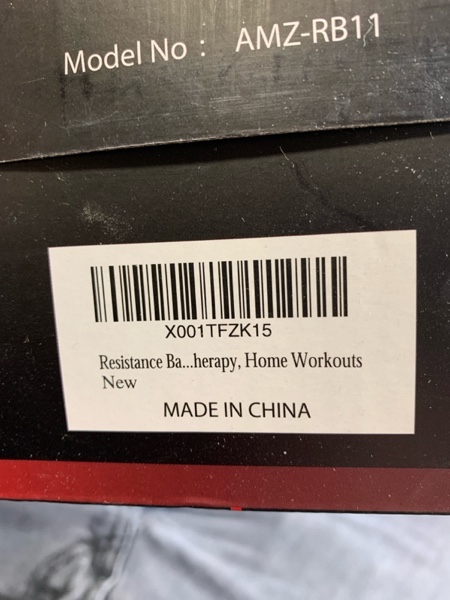 Model No : AMZ-RB11
X001TFZK15
Resistance Ba...herapy, Home Workouts
New
MADE IN CHINA